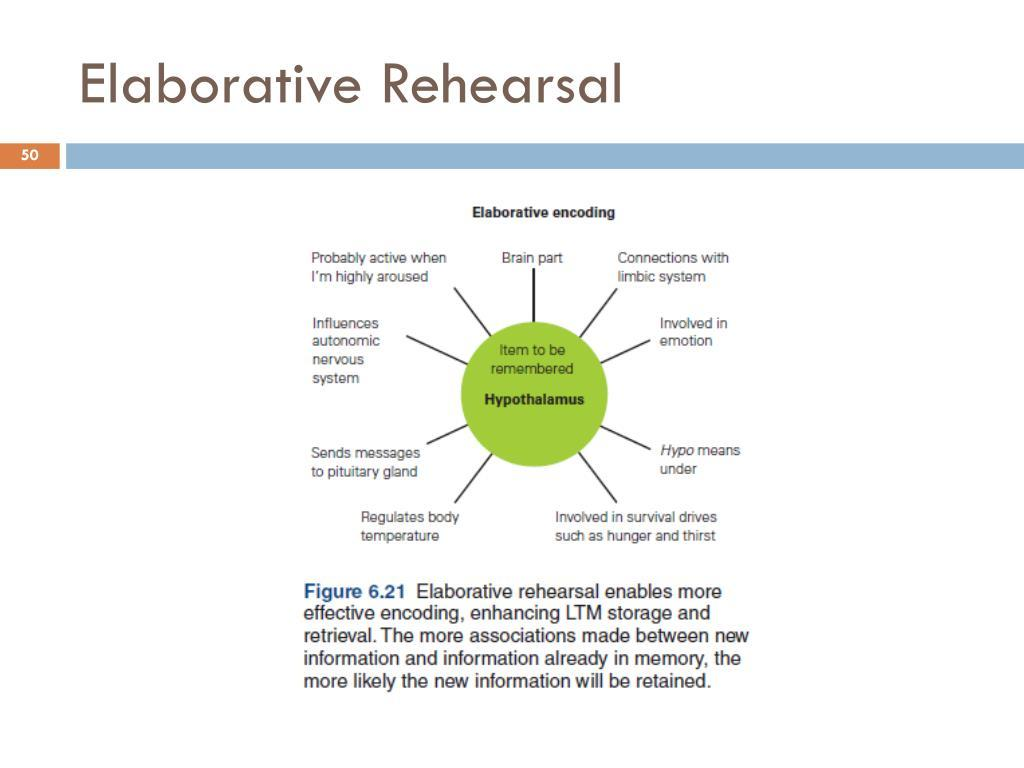 Elaborative Rehearsal
50
Elaborative encoding
Probably active when
I'm highly aroused
Brain part
Connections with
limbic system
Influences
autonomic
nervous
system
Involved in
emotion
Item to be
remembered
Hypothalamus
Sends messages
to pituitary gland
Hypo means
under
Regulates body
temperature
Involved in survival drives
such as hunger and thirst
Figure 6.21 Elaborative rehearsal enables more
effective encoding, enhancing LTM storage and
retrieval. The more associations made between new
information and information already in memory, the
more likely the new information will be retained.